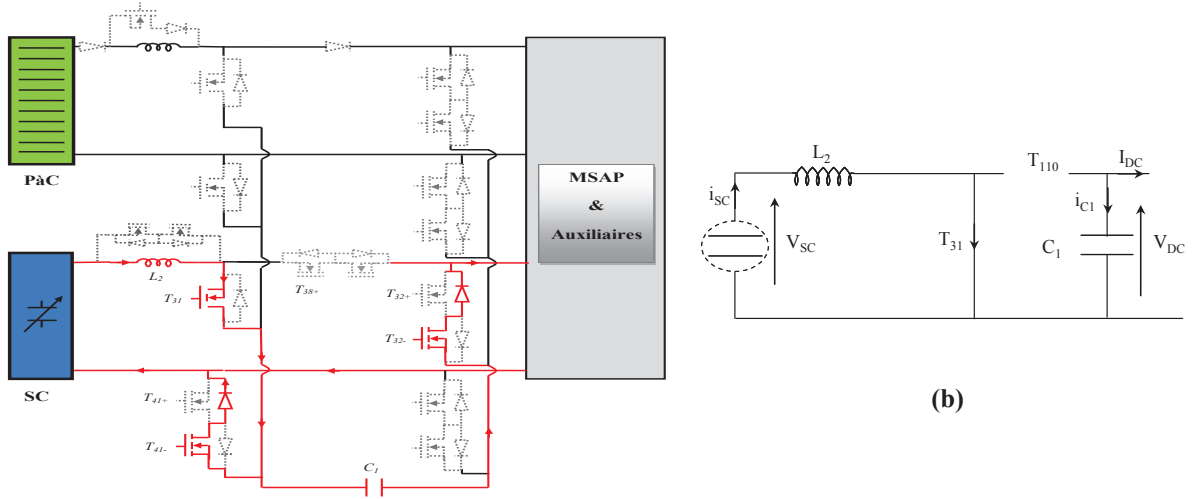 PàC
MSAP
&
Auxiliaires
L2
T31
T38+
T32+
T32-
SC
T41+
T41-
C1
L2
T110
IDC
iSC
iC1
VSC
T31
C1
VDC
(b)